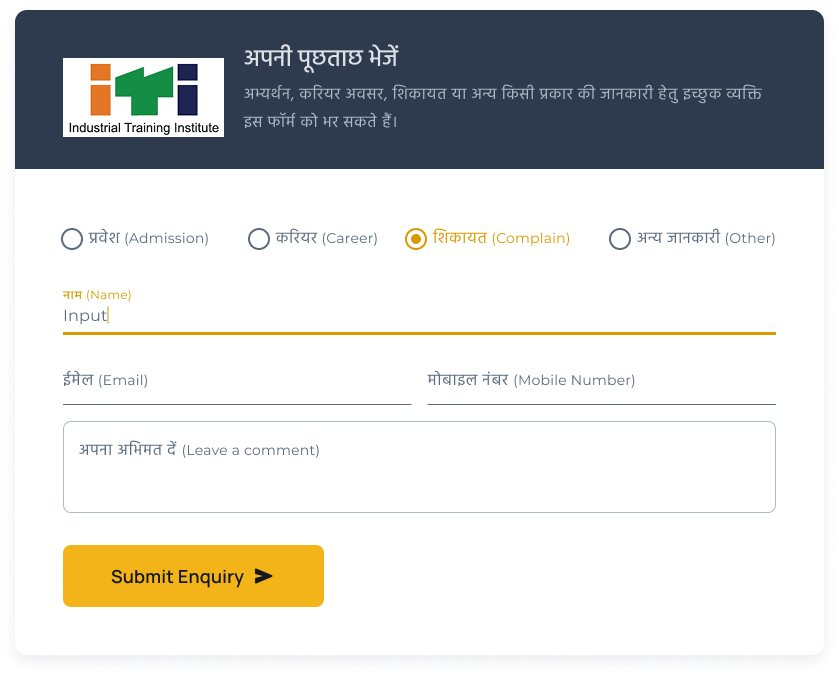 अपनी पूछताछ भेजें
अभ्यर्थन, करियर अवसर, शिकायत या अन्य किसी प्रकार की जानकारी हेतु इच्छुक व्यक्ति
इस फॉर्म को भर सकते हैं।
iTi
Industrial Training Institute
प्रवेश (Admission)
करियर (Career)
शिकायत (Complain)
अन्य जानकारी (Other)
नाम (Name)
Input
ईमेल (Email)
मोबाइल नंबर (Mobile Number)
अपना अभिमत दें (Leave a comment)
Submit Enquiry